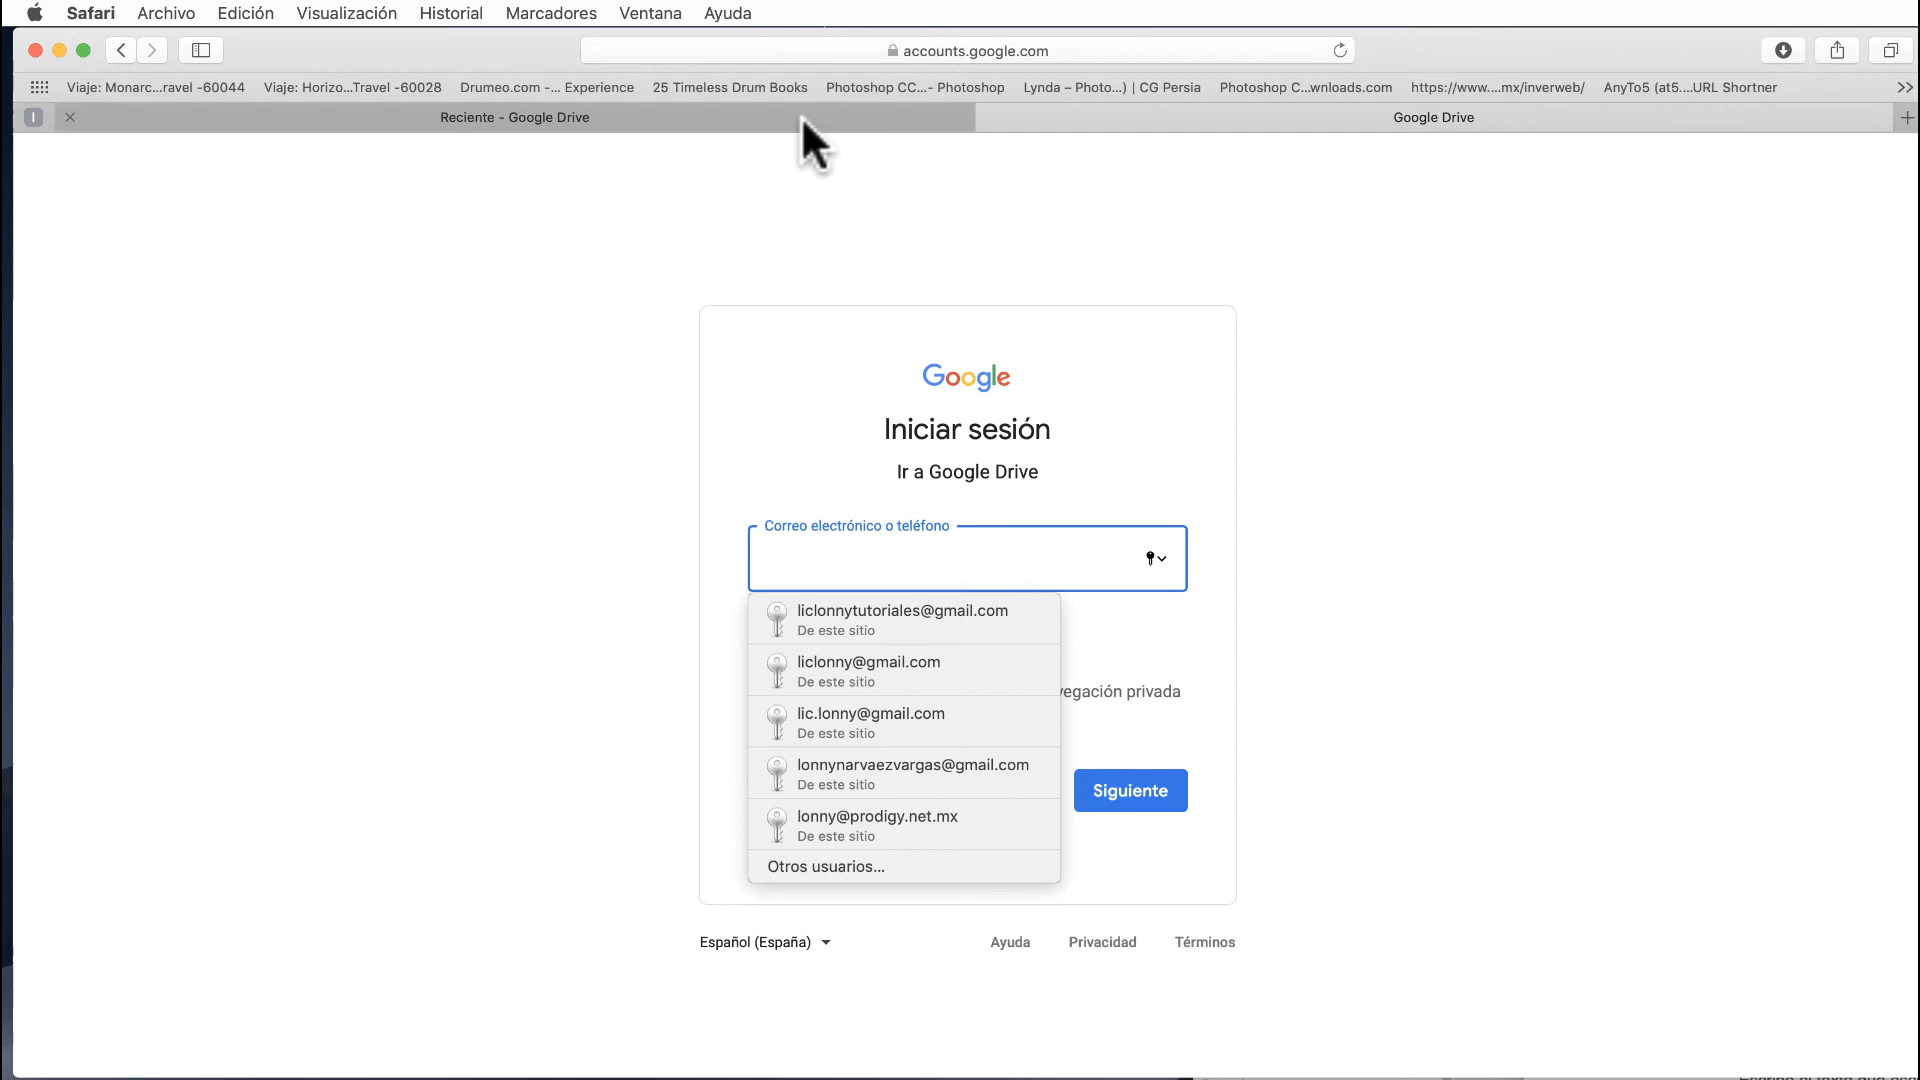 Safari Archivo Edición Visualización Historial Marcadores Ventana Ayuda
accounts.google.com
Viaje: Monarc...ravel -60044 Viaje: Horizo...Travel -60028 Drumeo.com -... Experience 25 Timeless Drum Books Photoshop CC...- Photoshop Lynda – Photo...) | CG Persia Photoshop C...wnloads.com https://www....mx/inverweb/ AnyTo5 (at5....URL Shortner
I Reciente - Google Drive Google Drive
Google
Iniciar sesión
Ir a Google Drive
Correo electrónico o teléfono
liclonnytutoriales@gmail.com
De este sitio
liclonny@gmail.com
De este sitio
vegación privada
lic.lonny@gmail.com
De este sitio
lonnynarvaezvargas@gmail.com
De este sitio
Siguiente
lonny@prodigy.net.mx
De este sitio
Otros usuarios...
Español (España) Ayuda Privacidad Términos